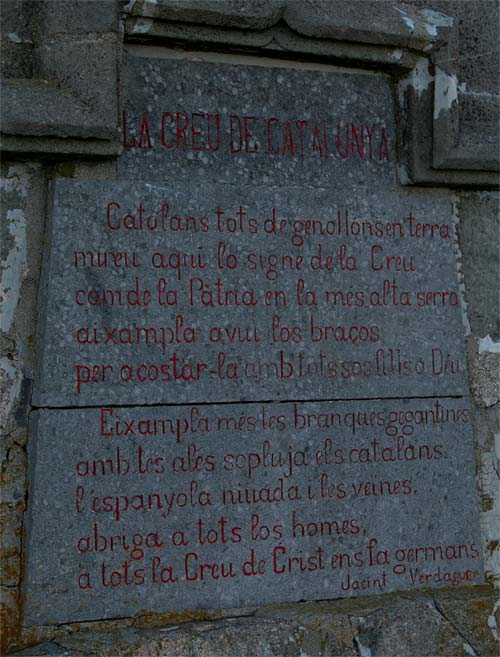 LA CREU DE CATALUNYA
Catalans tots de genollons en terra
mireu aqui lo signe de la Creu
com de la Pàtria en la més alta serra
aixampla avui los braços
per acostar-la amb tots sos fills a Déu
Eixampla més tes branques gegantines
amb tes ales sopluja els catalans.
l'espanyola niuada i les veïnes,
abriga a tots los homes,
a tots la Creu de Crist ens fa germans
Jacint Verdaguer